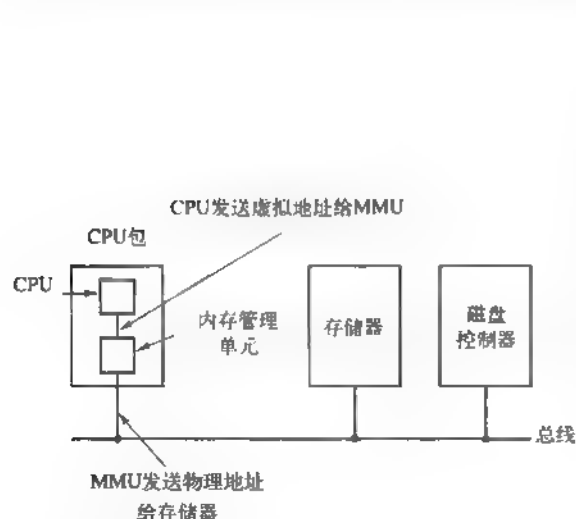 CPU发送虚拟地址给MMU
CPU包
CPU
内存管理
单元
存储器
磁盘
控制器
总线
MMU发送物理地址
给存储器